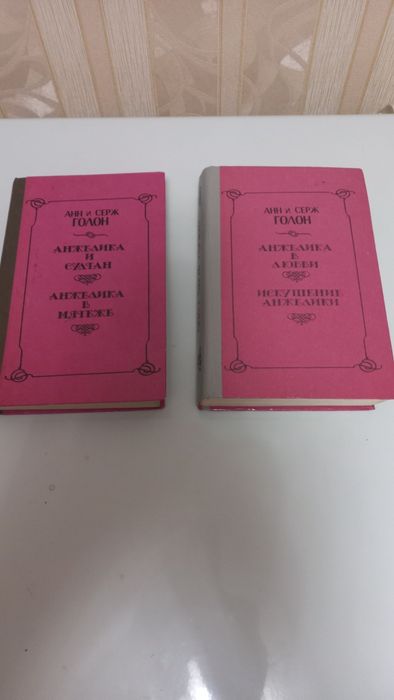 АНН и СЕРЖ
ГОЛОН
АНЖЕЛИКА
И
СУЛТАН
АНЖЕЛИКА
В
МЯТЕЖЕ
АНН и СЕРЖ
ГОЛОН
АНЖЕЛИКА
В
ЛЮБВИ
ИСКУШЕНИЕ
АНЖЕЛИКИ